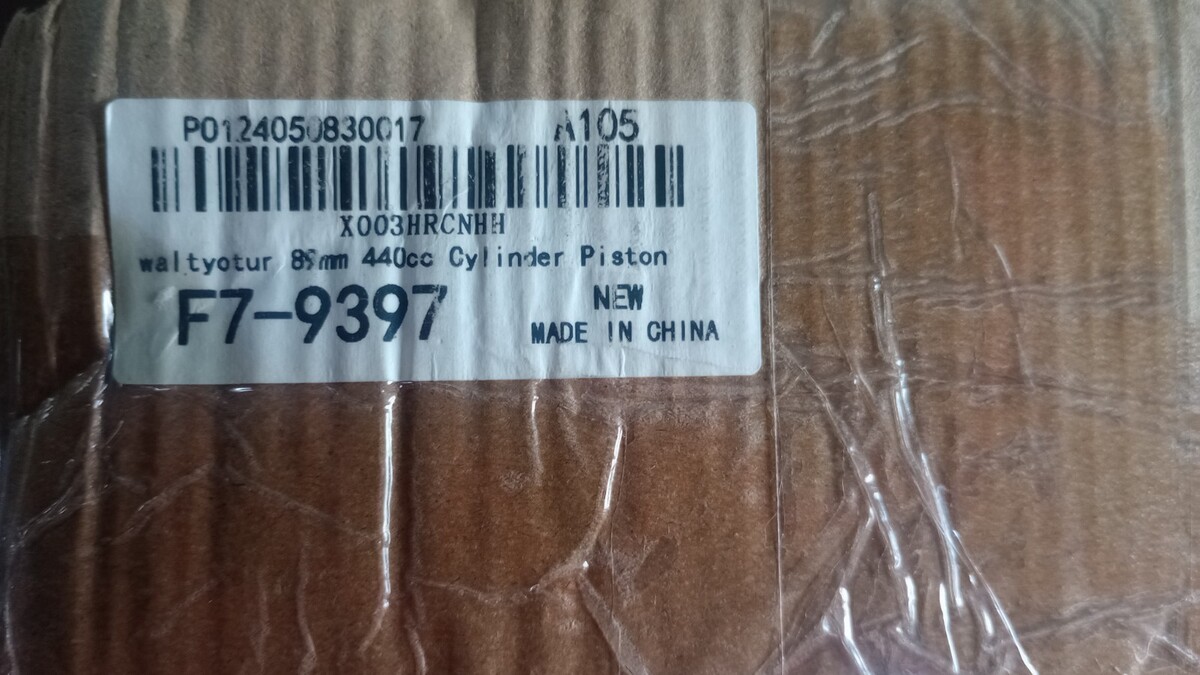 P0124050830017 A105
X003HRCNHH
waltyotur 440cc Cylinder Piston
F7-9397 NEW
MADE IN CHINA